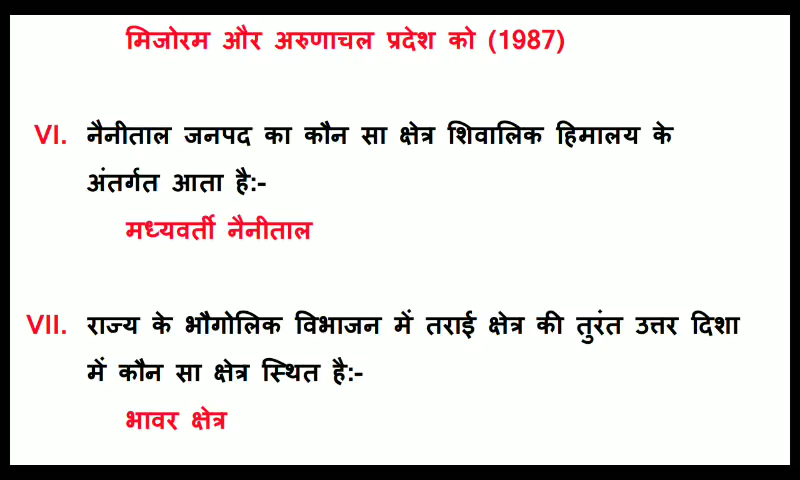 मिजोरम और अरुणाचल प्रदेश को (1987)
VI. नैनीताल जनपद का कौन सा क्षेत्र शिवालिक हिमालय के
अंतर्गत आता है:-
मध्यवर्ती नैनीताल
VII. राज्य के भौगोलिक विभाजन में तराई क्षेत्र की तुरंत उत्तर दिशा
में कौन सा क्षेत्र स्थित है:-
भावर क्षेत्र